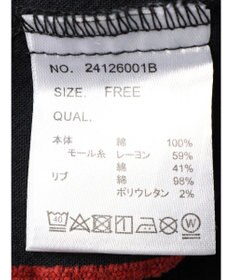 NO. 24126001B
SIZE. FREE
QUAL.
本体 綿 100%
モール糸 レーヨン 59%
綿 41%
リブ 綿 98%
ポリウレタン 2%